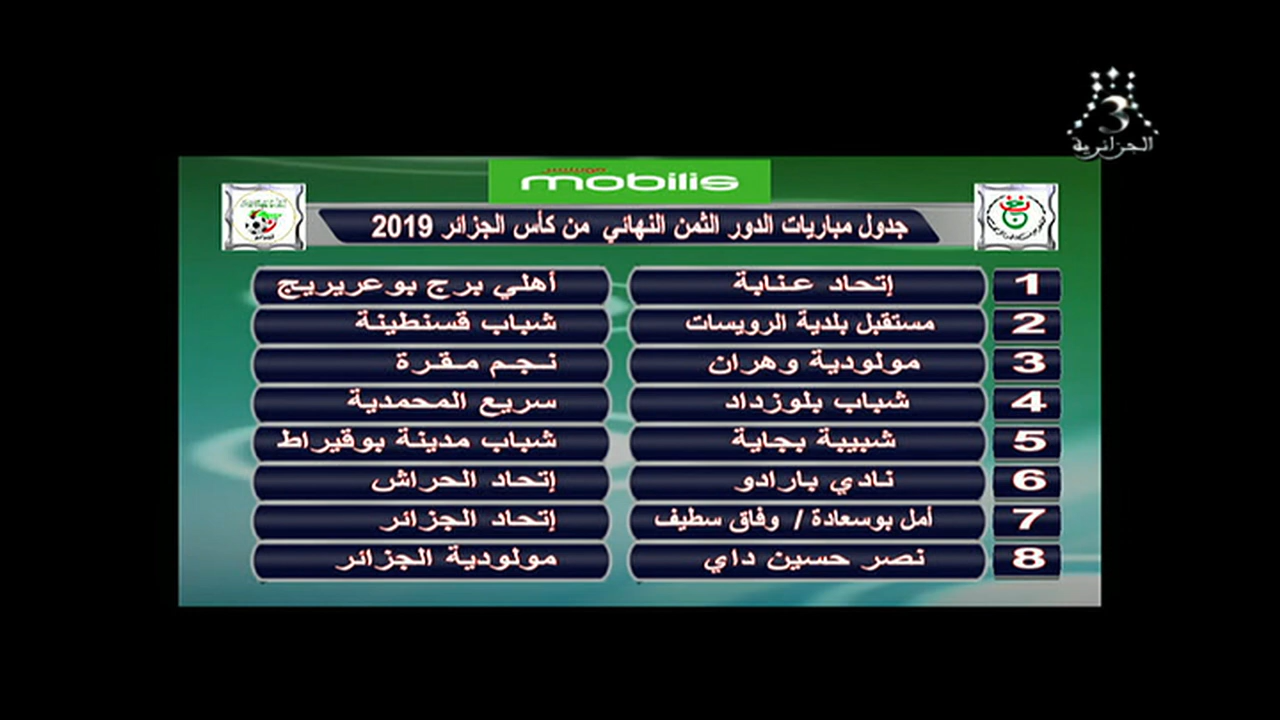 3
الجزائرية
mobilis
جدول مباريات الدور الثمن النهائي من كأس الجزائر 2019
1 إتحاد عنابة أهلي برج بوعريريج
2 مستقبل بلدية الرويسات شباب قسنطينة
3 مولودية وهران نجم مقرة
4 شباب بلوزداد سريع المحمدية
5 شبيبة بجاية شباب مدينة بوقيراط
6 نادي بارادو إتحاد الحراش
7 أمل بوسعادة / وفاق سطيف إتحاد الجزائر
8 نصر حسين داي مولودية الجزائر